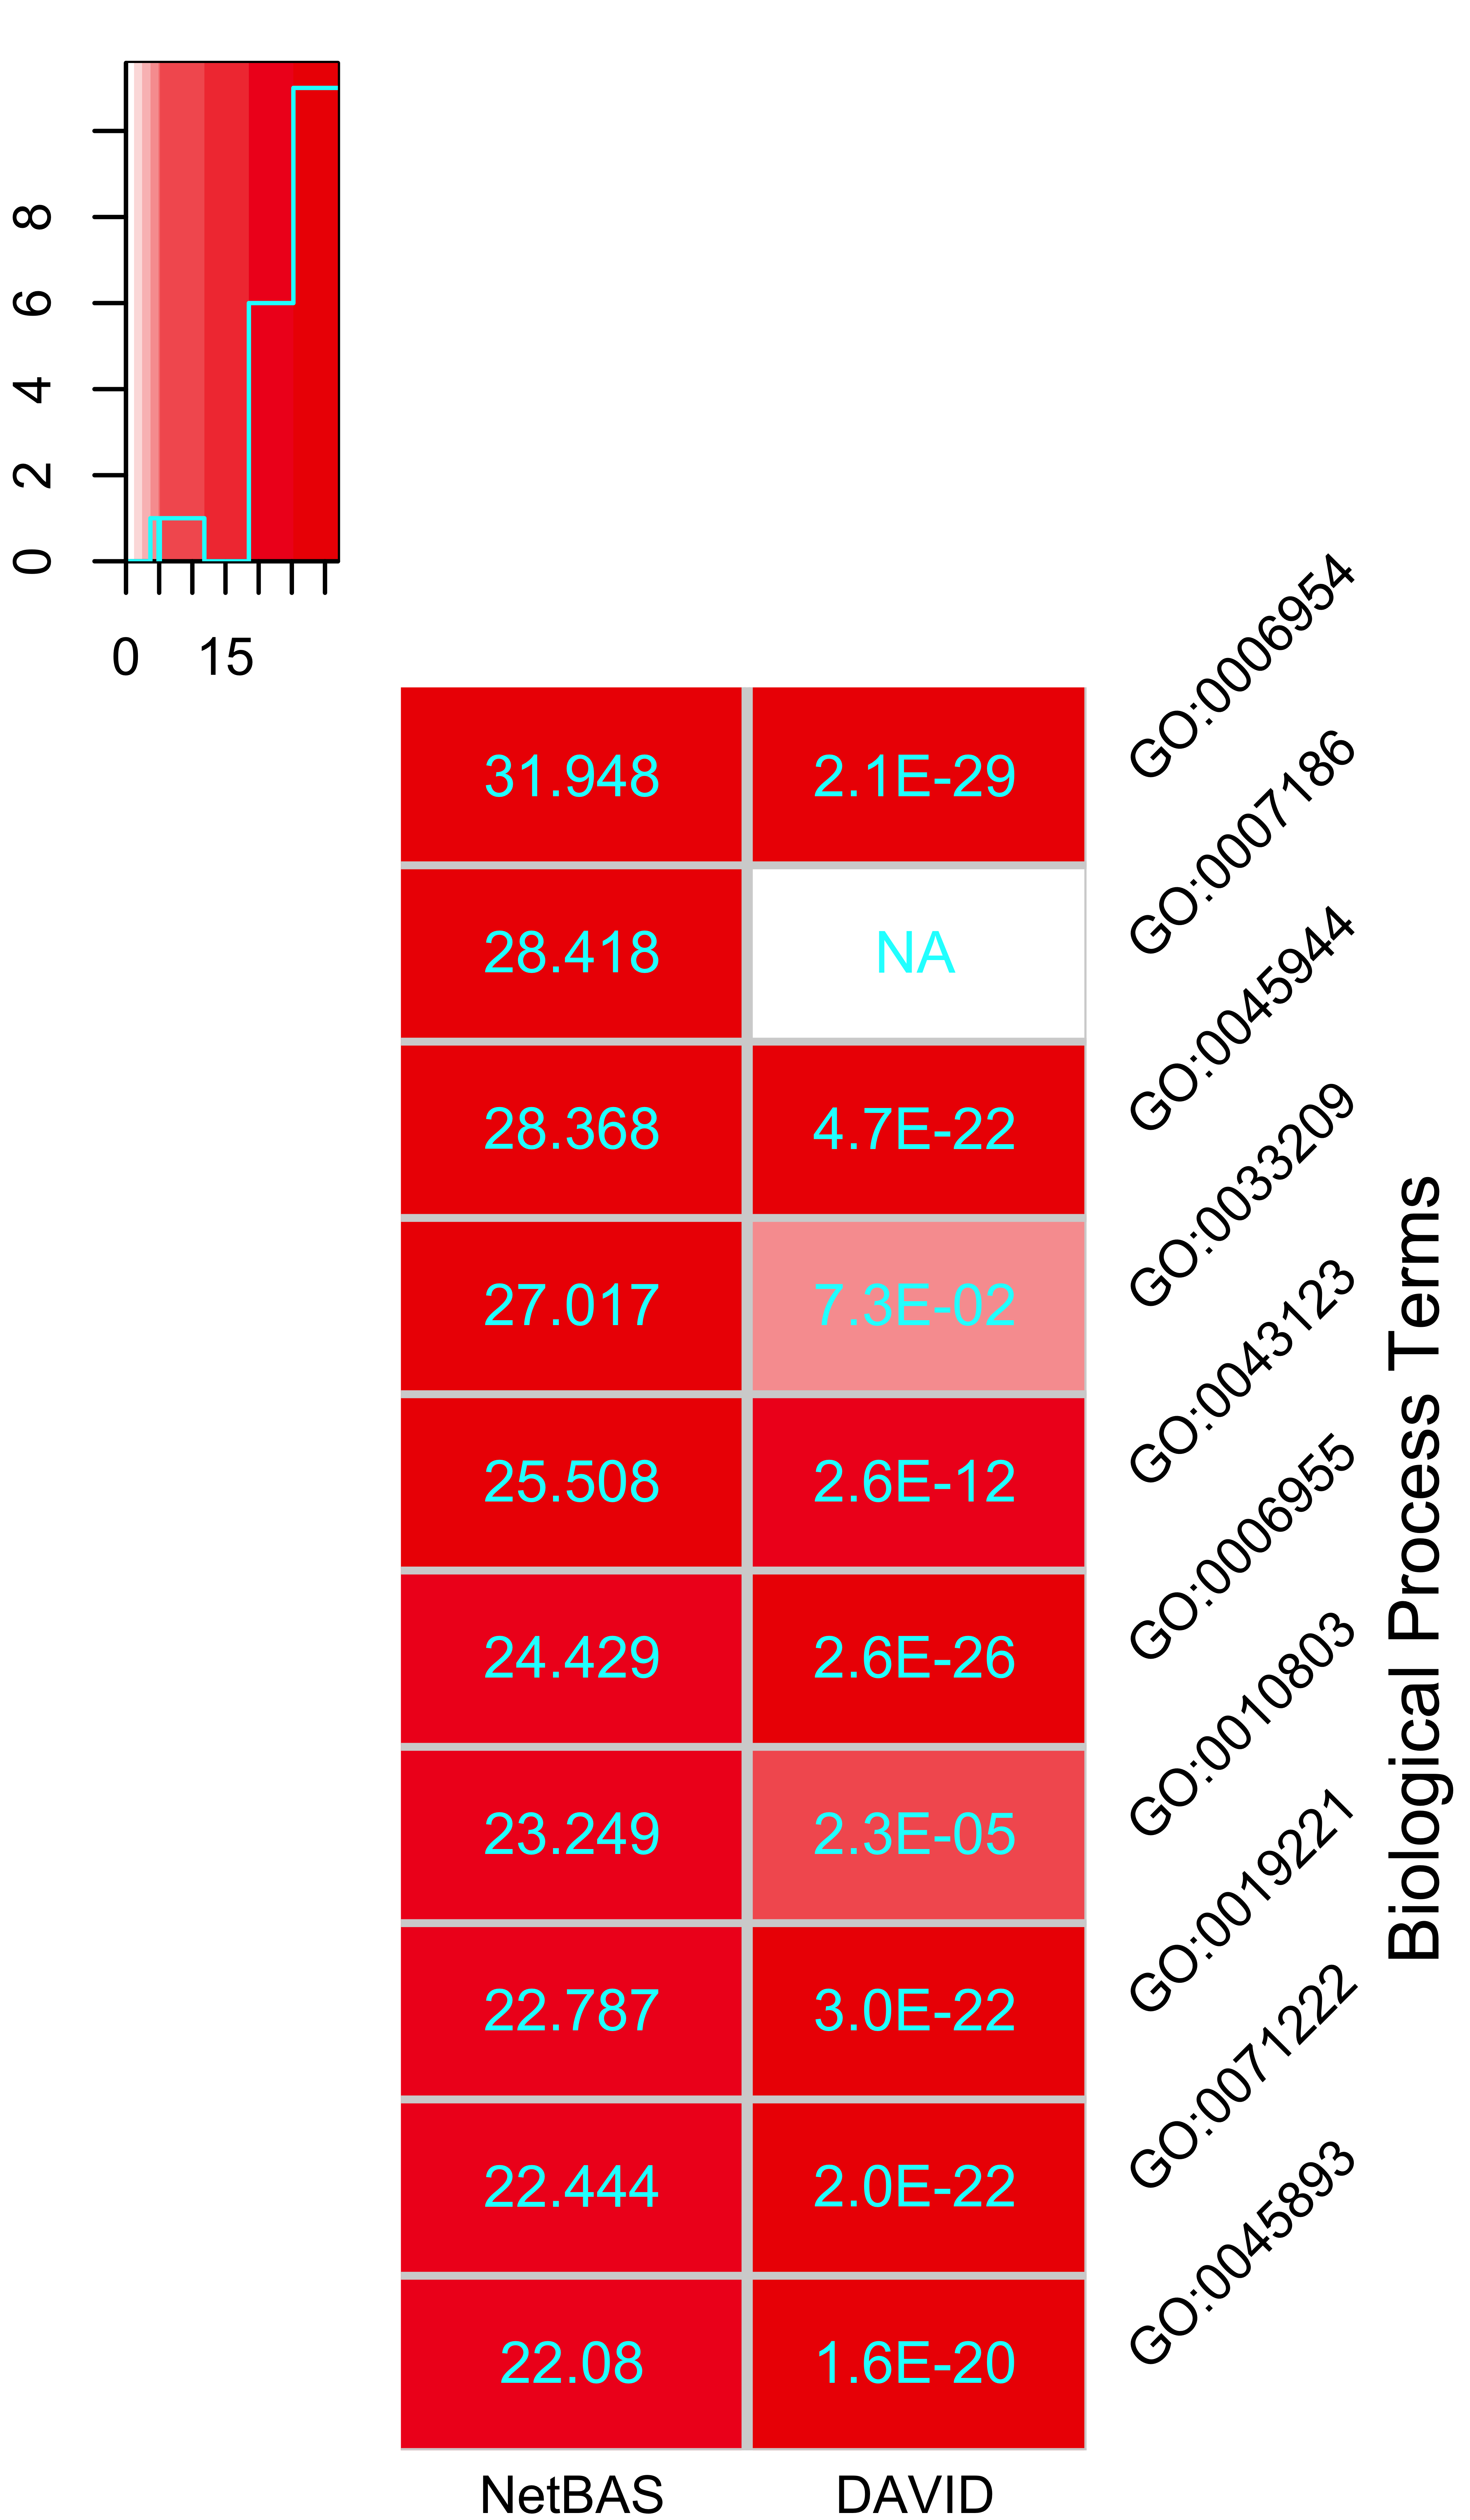 8
6
4
2
0
0 15
GO:0006954
31.948 2.1E-29
GO:0007186
28.418 NA
GO:0045944
28.368 4.7E-22
GO:0033209
27.017 7.3E-02
GO:0043123
25.508 2.6E-12
GO:0006955
24.429 2.6E-26
GO:0010803
23.249 2.3E-05
GO:0019221
22.787 3.0E-22
GO:0071222
22.444 2.0E-22
GO:0045893
22.08 1.6E-20
Biological Process Terms
NetBAS DAVID